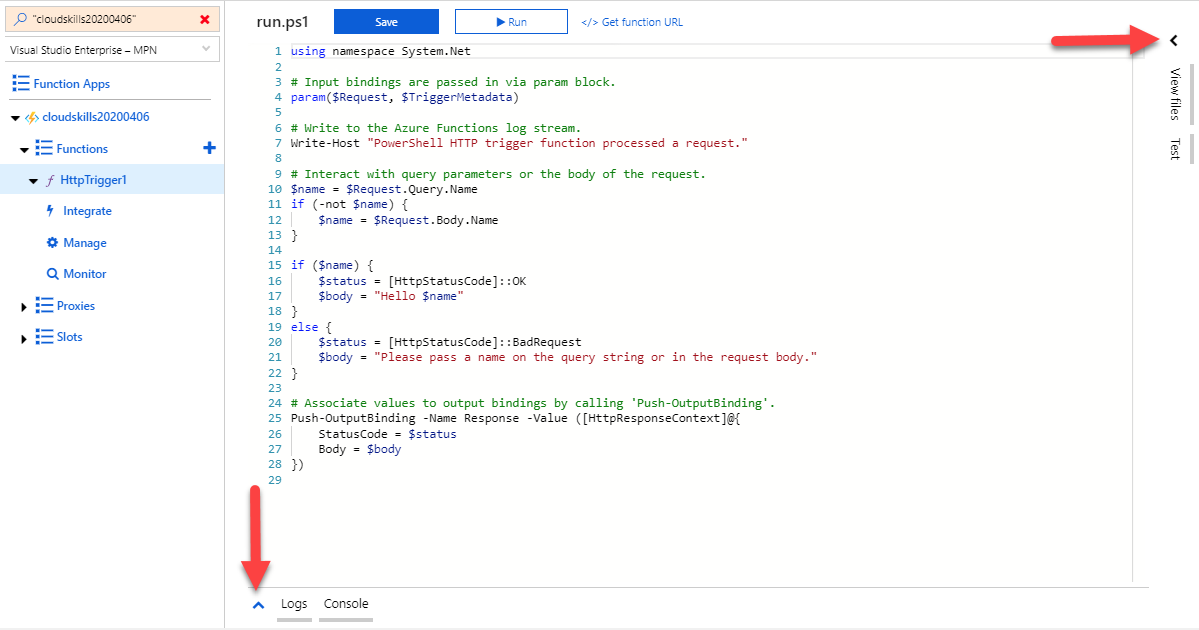 "cloudskills20200406"
Visual Studio Enterprise – MPN
Function Apps
cloudskills20200406
Functions
HttpTrigger1
Integrate
Manage
Monitor
Proxies
Slots
run.ps1
Save
Run
</> Get function URL
1 using namespace System.Net
2
3 # Input bindings are passed in via param block.
4 param($Request, $TriggerMetadata)
5
6 # Write to the Azure Functions log stream.
7 Write-Host "PowerShell HTTP trigger function processed a request."
8
9 # Interact with query parameters or the body of the request.
10 $name = $Request.Query.Name
11 if (-not $name) {
12     $name = $Request.Body.Name
13 }
14
15 if ($name) {
16     $status = [HttpStatusCode]::OK
17     $body = "Hello $name"
18 }
19 else {
20     $status = [HttpStatusCode]::BadRequest
21     $body = "Please pass a name on the query string or in the request body."
22 }
23
24 # Associate values to output bindings by calling 'Push-OutputBinding'.
25 Push-OutputBinding -Name Response -Value ([HttpResponseContext]@{
26     StatusCode = $status
27     Body = $body
28 })
29
Logs
Console
View files
Test